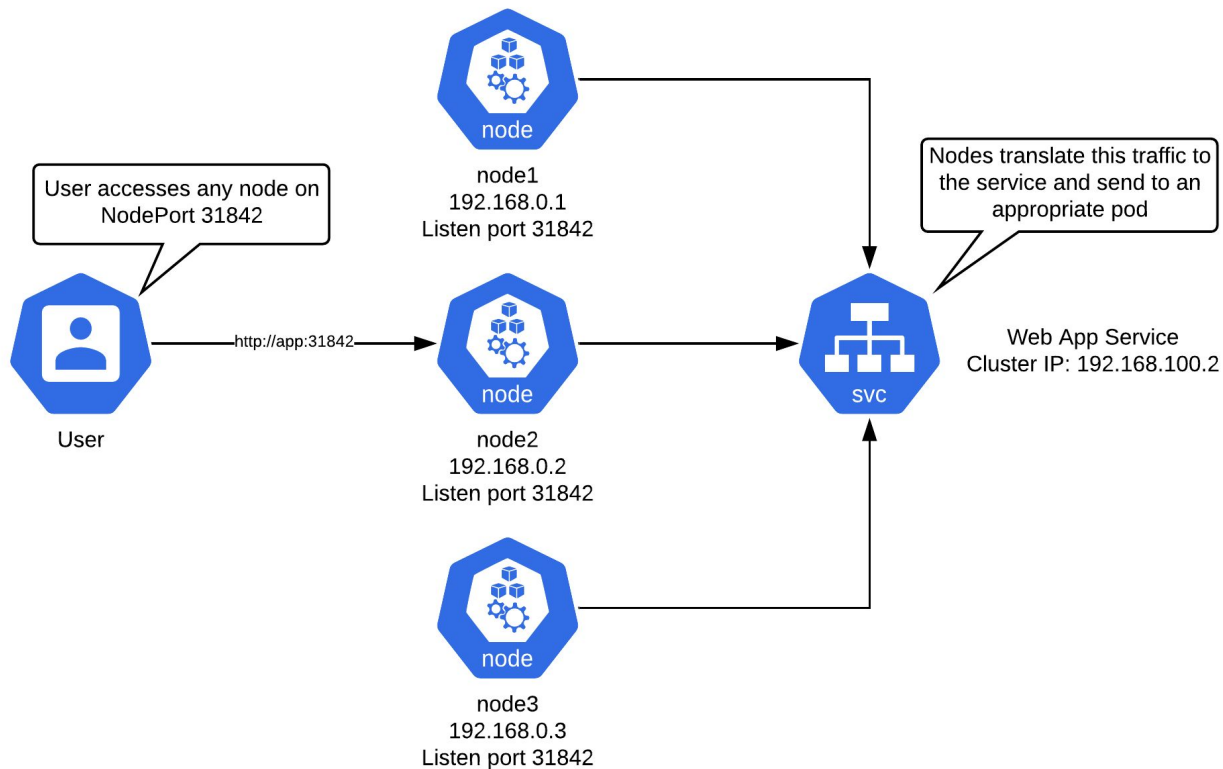 node
node1
192.168.0.1
Listen port 31842
User accesses any node on
NodePort 31842
Nodes translate this traffic to
the service and send to an
appropriate pod
User
http://app:31842
node
node2
192.168.0.2
Listen port 31842
svc
Web App Service
Cluster IP: 192.168.100.2
node
node3
192.168.0.3
Listen port 31842